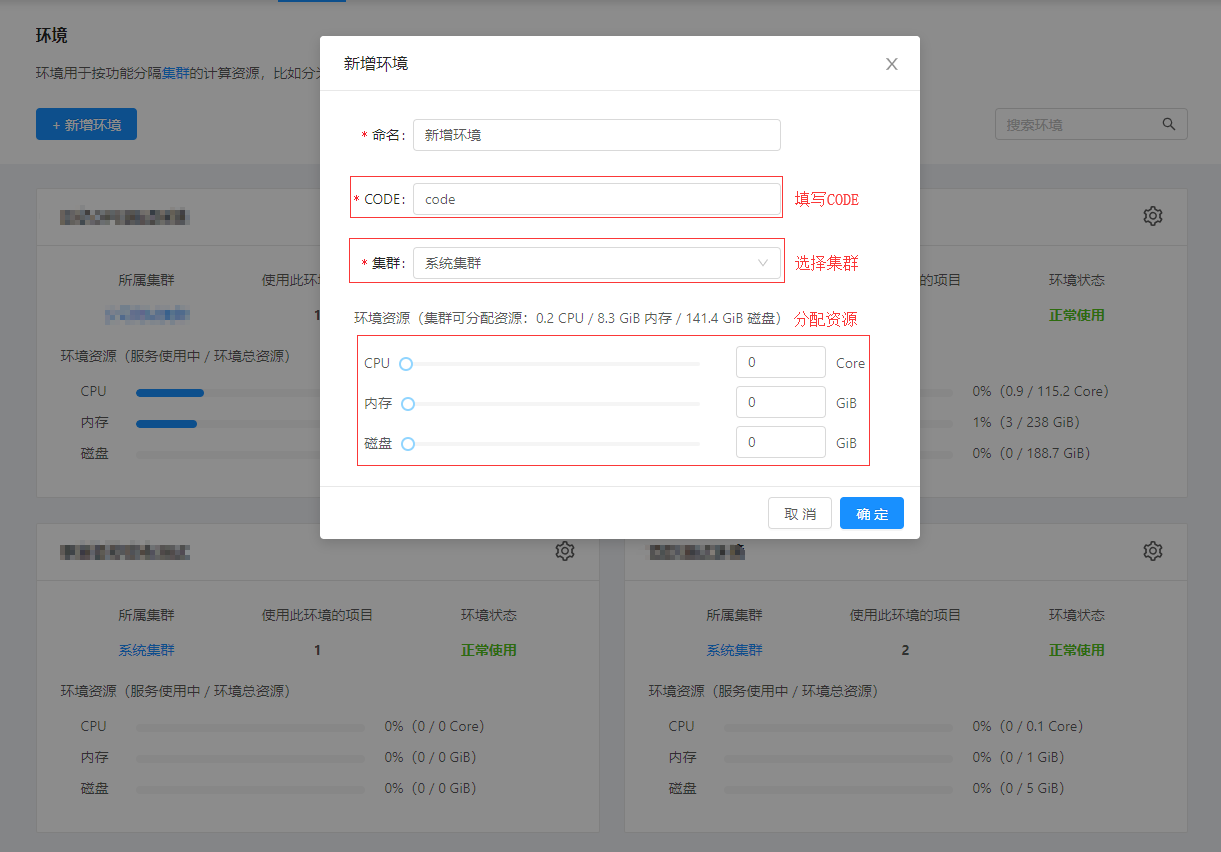 环境
环境用于按功能分隔集群的计算资源，比如分
+ 新增环境
搜索环境
新增环境
* 命名： 新增环境
* CODE： code 填写CODE
* 集群： 系统集群 选择集群
环境资源（集群可分配资源：0.2 CPU / 8.3 GiB 内存 / 141.4 GiB 磁盘） 分配资源
CPU 0 Core
内存 0 GiB
磁盘 0 GiB
取 消 确 定
所属集群 使用此环
1
环境资源（服务使用中 / 环境总资源）
CPU
内存
磁盘
的项目 环境状态
正常使用
0%（0.9 / 115.2 Core）
1%（3 / 238 GiB）
0%（0 / 188.7 GiB）
所属集群 使用此环境的项目 环境状态
系统集群 1 正常使用
环境资源（服务使用中 / 环境总资源）
CPU 0%（0 / 0 Core）
内存 0%（0 / 0 GiB）
磁盘 0%（0 / 0 GiB）
所属集群 使用此环境的项目 环境状态
系统集群 2 正常使用
环境资源（服务使用中 / 环境总资源）
CPU 0%（0 / 0.1 Core）
内存 0%（0 / 1 GiB）
磁盘 0%（0 / 5 GiB）